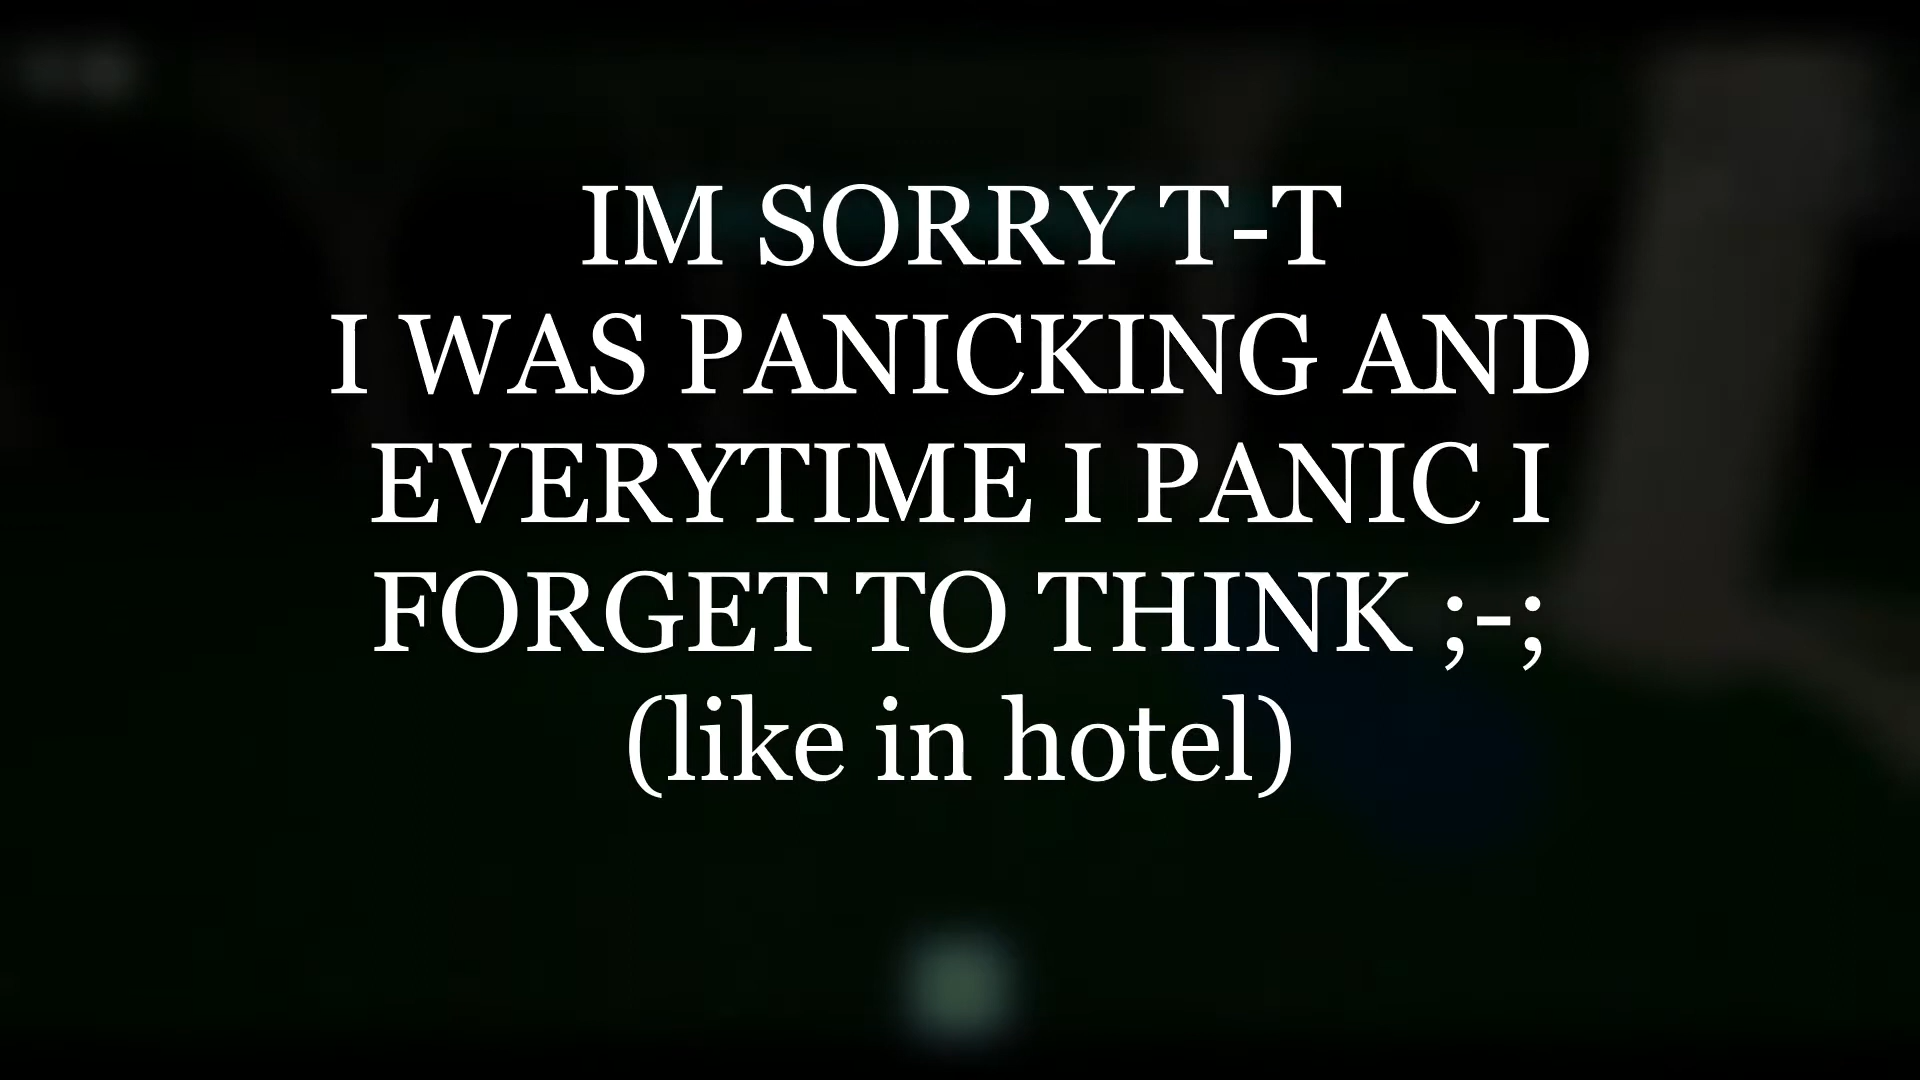 IM SORRY T-T
I WAS PANICKING AND
EVERYTIME I PANIC I
FORGET TO THINK ;-;
(like in hotel)